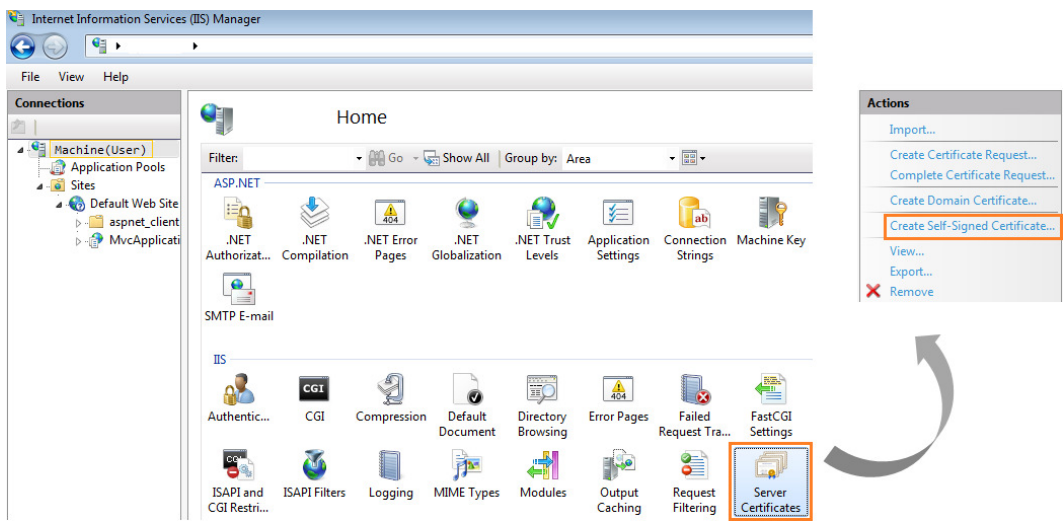 Internet Information Services (IIS) Manager
File View Help
Connections
Machine(User)
Application Pools
Sites
Default Web Site
aspnet_client
MvcApplicati
Home
Filter: Go Show All Group by: Area
ASP.NET
.NET Authorizat...
.NET Compilation
.NET Error Pages
.NET Globalization
.NET Trust Levels
Application Settings
Connection Strings
Machine Key
SMTP E-mail
IIS
Authentic...
CGI
Compression
Default Document
Directory Browsing
Error Pages
Failed Request Tra...
FastCGI Settings
ISAPI and CGI Restri...
ISAPI Filters
Logging
MIME Types
Modules
Output Caching
Request Filtering
Server Certificates
Actions
Import...
Create Certificate Request...
Complete Certificate Request...
Create Domain Certificate...
Create Self-Signed Certificate...
View...
Export...
Remove